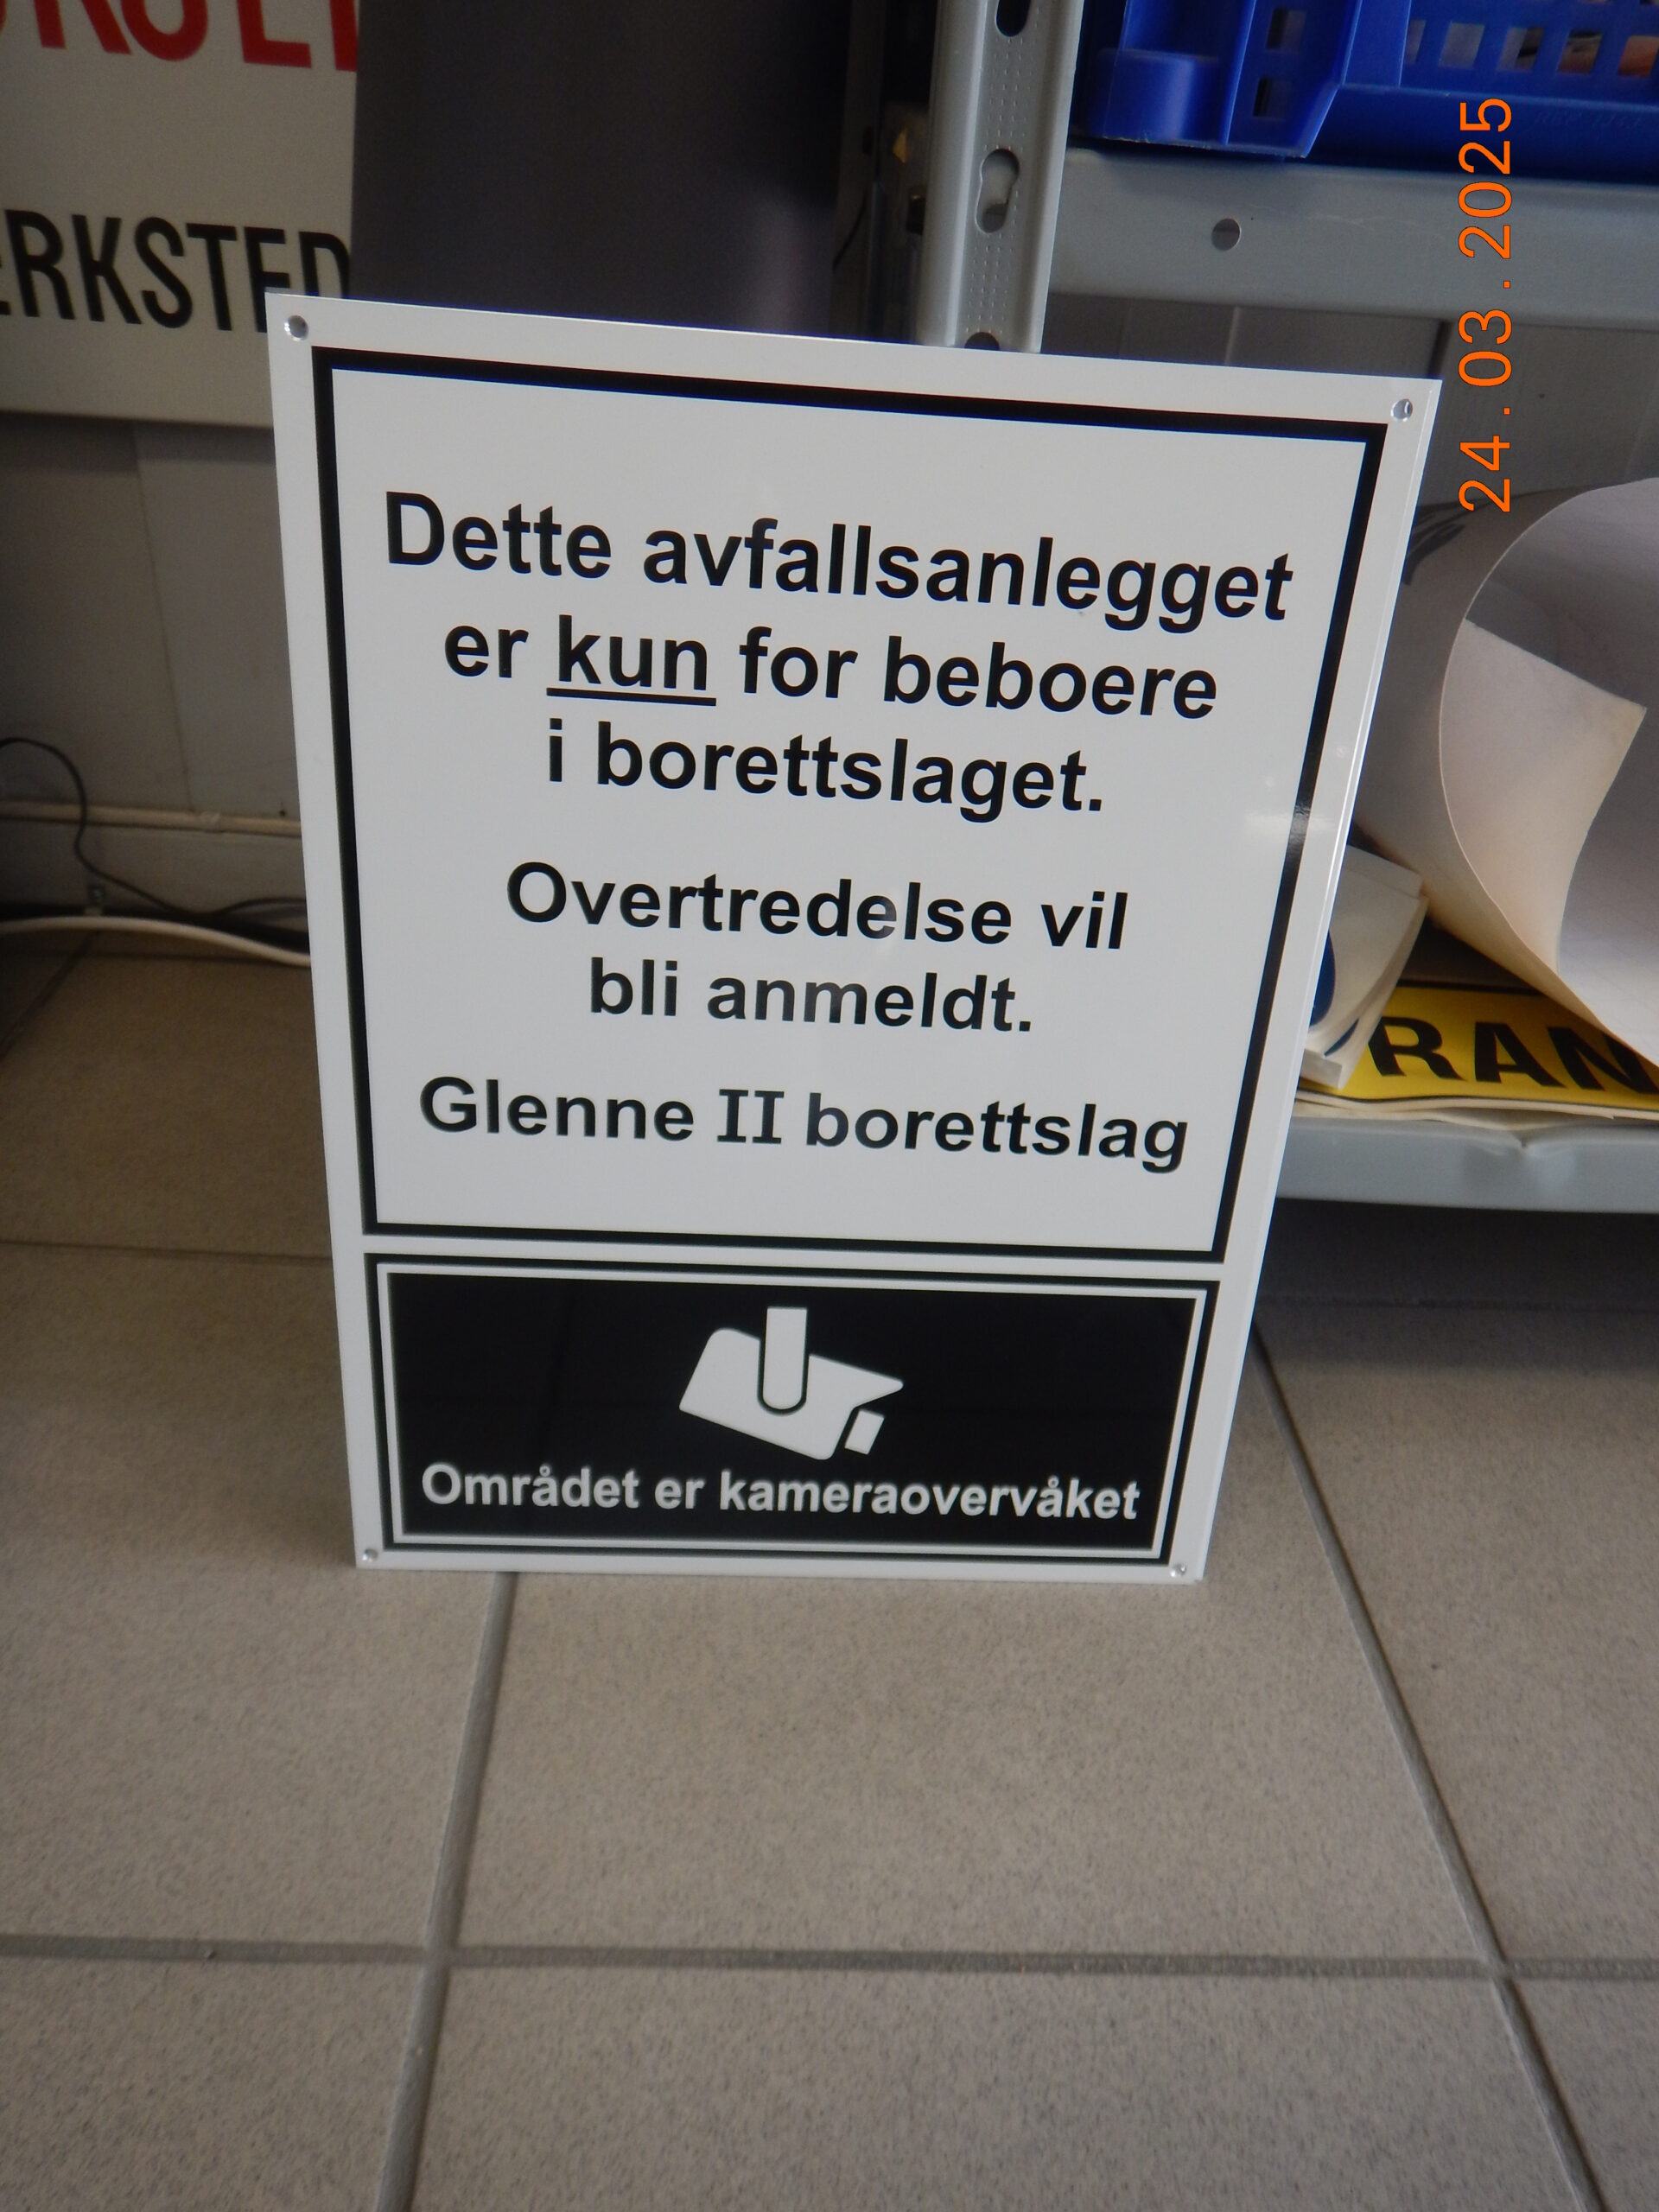 ERKSTED
24.03.2025
Dette avfallsanlegget
er kun for beboere
i borettslaget.
Overtredelse vil
bli anmeldt.
Glenne II borettslag
RAN
Området er kameraovervåket